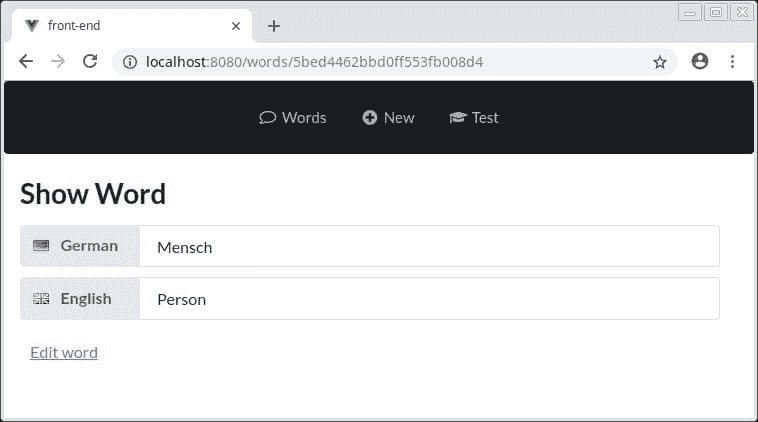 front-end
localhost:8080/words/5bed4462bbd0ff553fb008d4
Words New Test
Show Word
German Mensch
English Person
Edit word